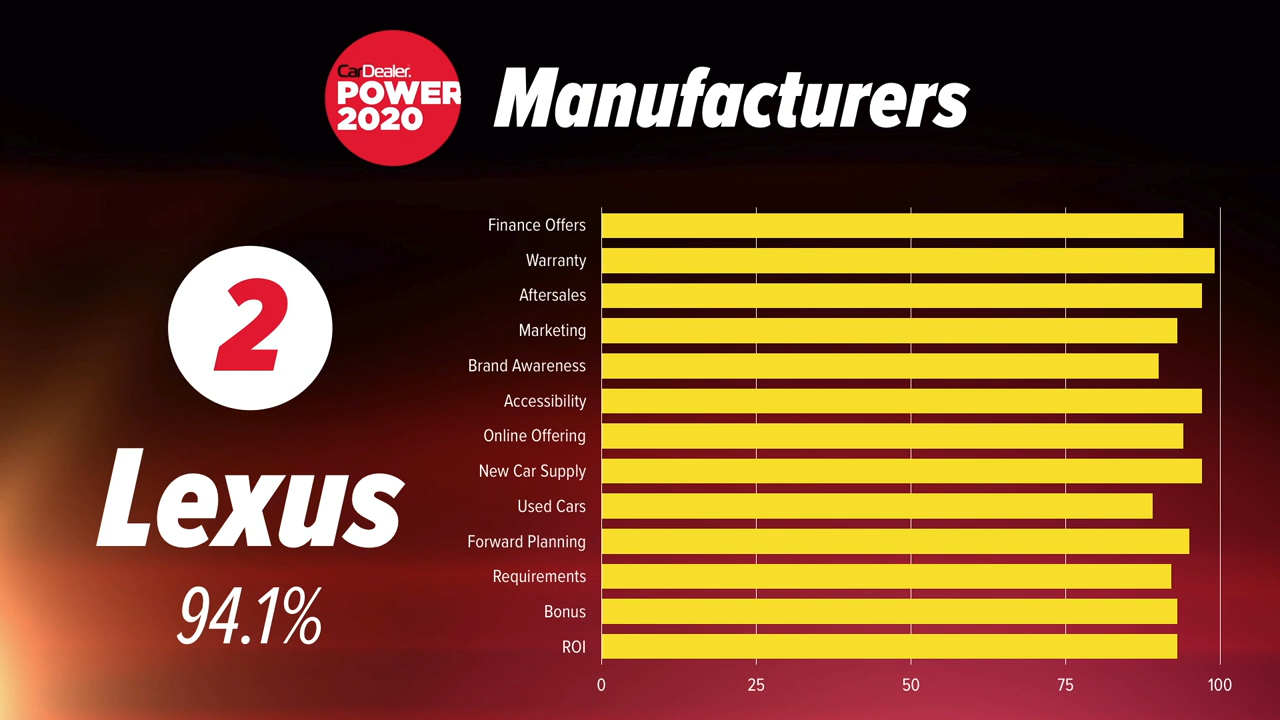 CarDealer.
POWER
2020
Manufacturers
2
Lexus
94.1%
Finance Offers
Warranty
Aftersales
Marketing
Brand Awareness
Accessibility
Online Offering
New Car Supply
Used Cars
Forward Planning
Requirements
Bonus
ROI
0 25 50 75 100